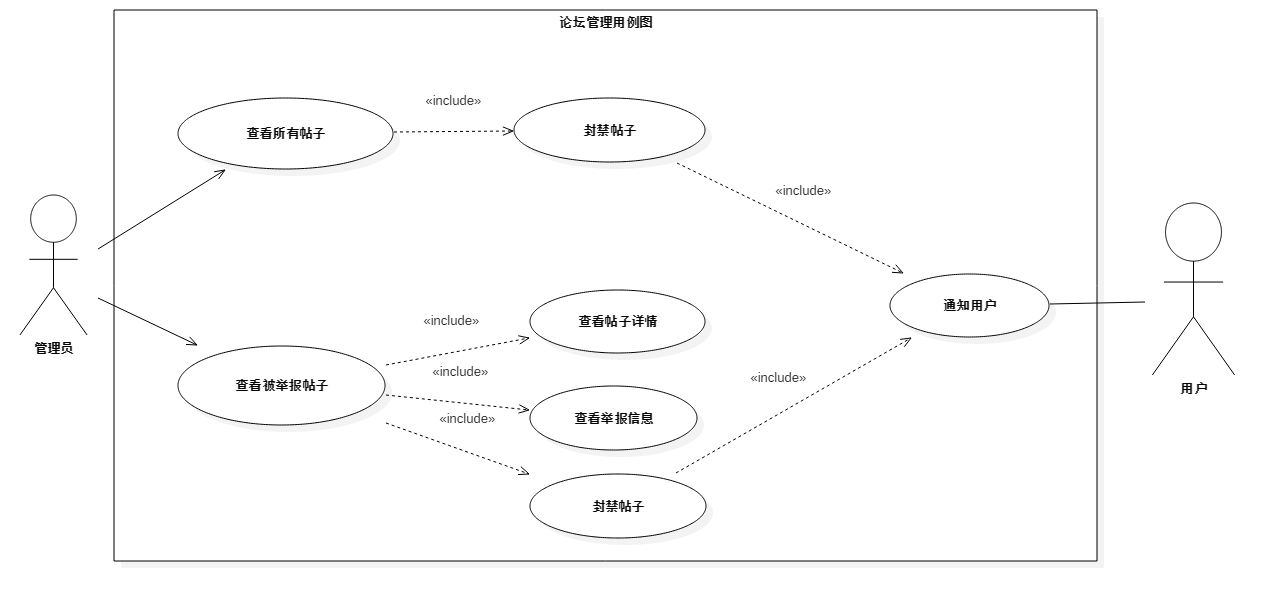 论坛管理用例图
«include»
查看所有帖子
封禁帖子
«include»
通知用户
管理员
用户
«include»
查看帖子详情
«include»
查看被举报帖子
«include»
查看举报信息
«include»
封禁帖子